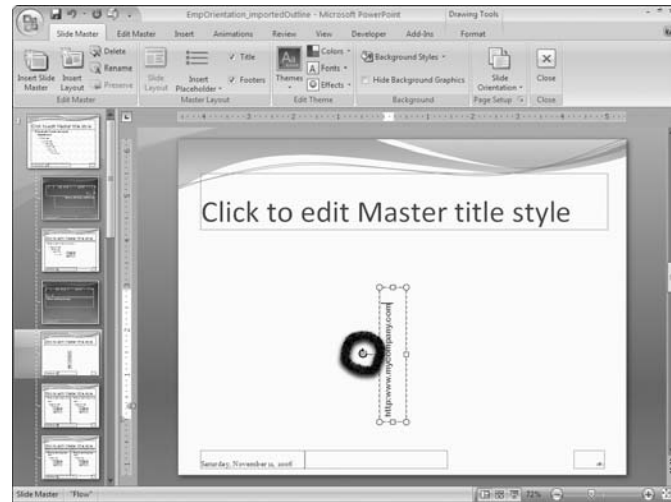 EmpOrientation_importedOutline - Microsoft PowerPoint
Drawing Tools
Slide Master Edit Master Insert Animations Review View Developer Add-Ins Format
Insert Slide Master
Insert Layout
Delete
Rename
Preserve
Edit Master
Slide Layout
Insert Placeholder
Title
Footers
Master Layout
Themes
Colors
Fonts
Effects
Edit Theme
Background Styles
Hide Background Graphics
Background
Slide Orientation
Page Setup
Close
Close
Click to edit Master title style
http:www.mycompany.com
Saturday, November 11, 2006
Slide Master "Flow"
72%